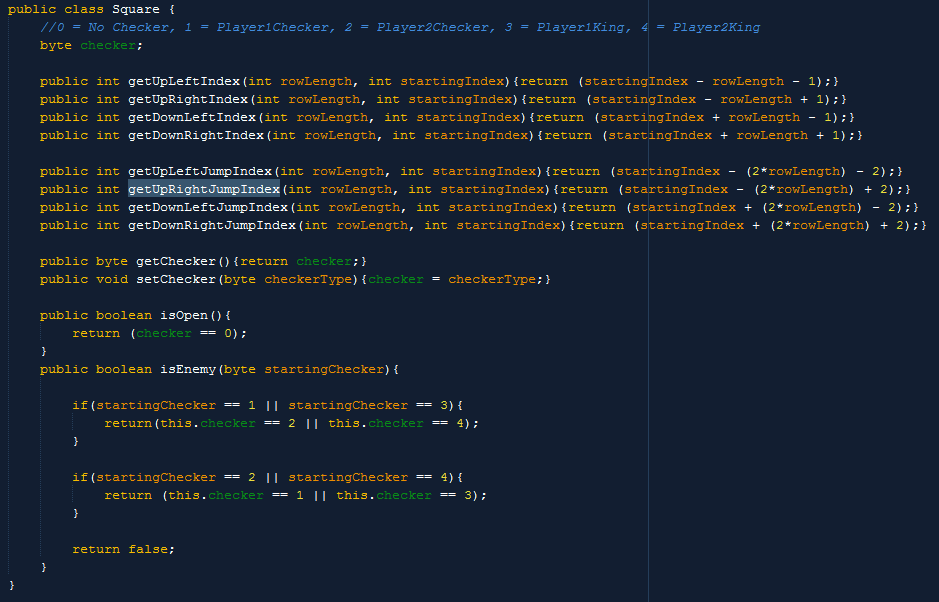 public class Square {
    //0 = No Checker, 1 = Player1Checker, 2 = Player2Checker, 3 = Player1King, 4 = Player2King
    byte checker;

    public int getUpLeftIndex(int rowLength, int startingIndex){return (startingIndex - rowLength - 1);}
    public int getUpRightIndex(int rowLength, int startingIndex){return (startingIndex - rowLength + 1);}
    public int getDownLeftIndex(int rowLength, int startingIndex){return (startingIndex + rowLength - 1);}
    public int getDownRightIndex(int rowLength, int startingIndex){return (startingIndex + rowLength + 1);}

    public int getUpLeftJumpIndex(int rowLength, int startingIndex){return (startingIndex - (2*rowLength) - 2);}
    public int getUpRightJumpIndex(int rowLength, int startingIndex){return (startingIndex - (2*rowLength) + 2);}
    public int getDownLeftJumpIndex(int rowLength, int startingIndex){return (startingIndex + (2*rowLength) - 2);}
    public int getDownRightJumpIndex(int rowLength, int startingIndex){return (startingIndex + (2*rowLength) + 2);}

    public byte getChecker(){return checker;}
    public void setChecker(byte checkerType){checker = checkerType;}

    public boolean isOpen(){
        return (checker == 0);
    }
    public boolean isEnemy(byte startingChecker){

        if(startingChecker == 1 || startingChecker == 3){
            return(this.checker == 2 || this.checker == 4);
        }

        if(startingChecker == 2 || startingChecker == 4){
            return (this.checker == 1 || this.checker == 3);
        }

        return false;
    }
}